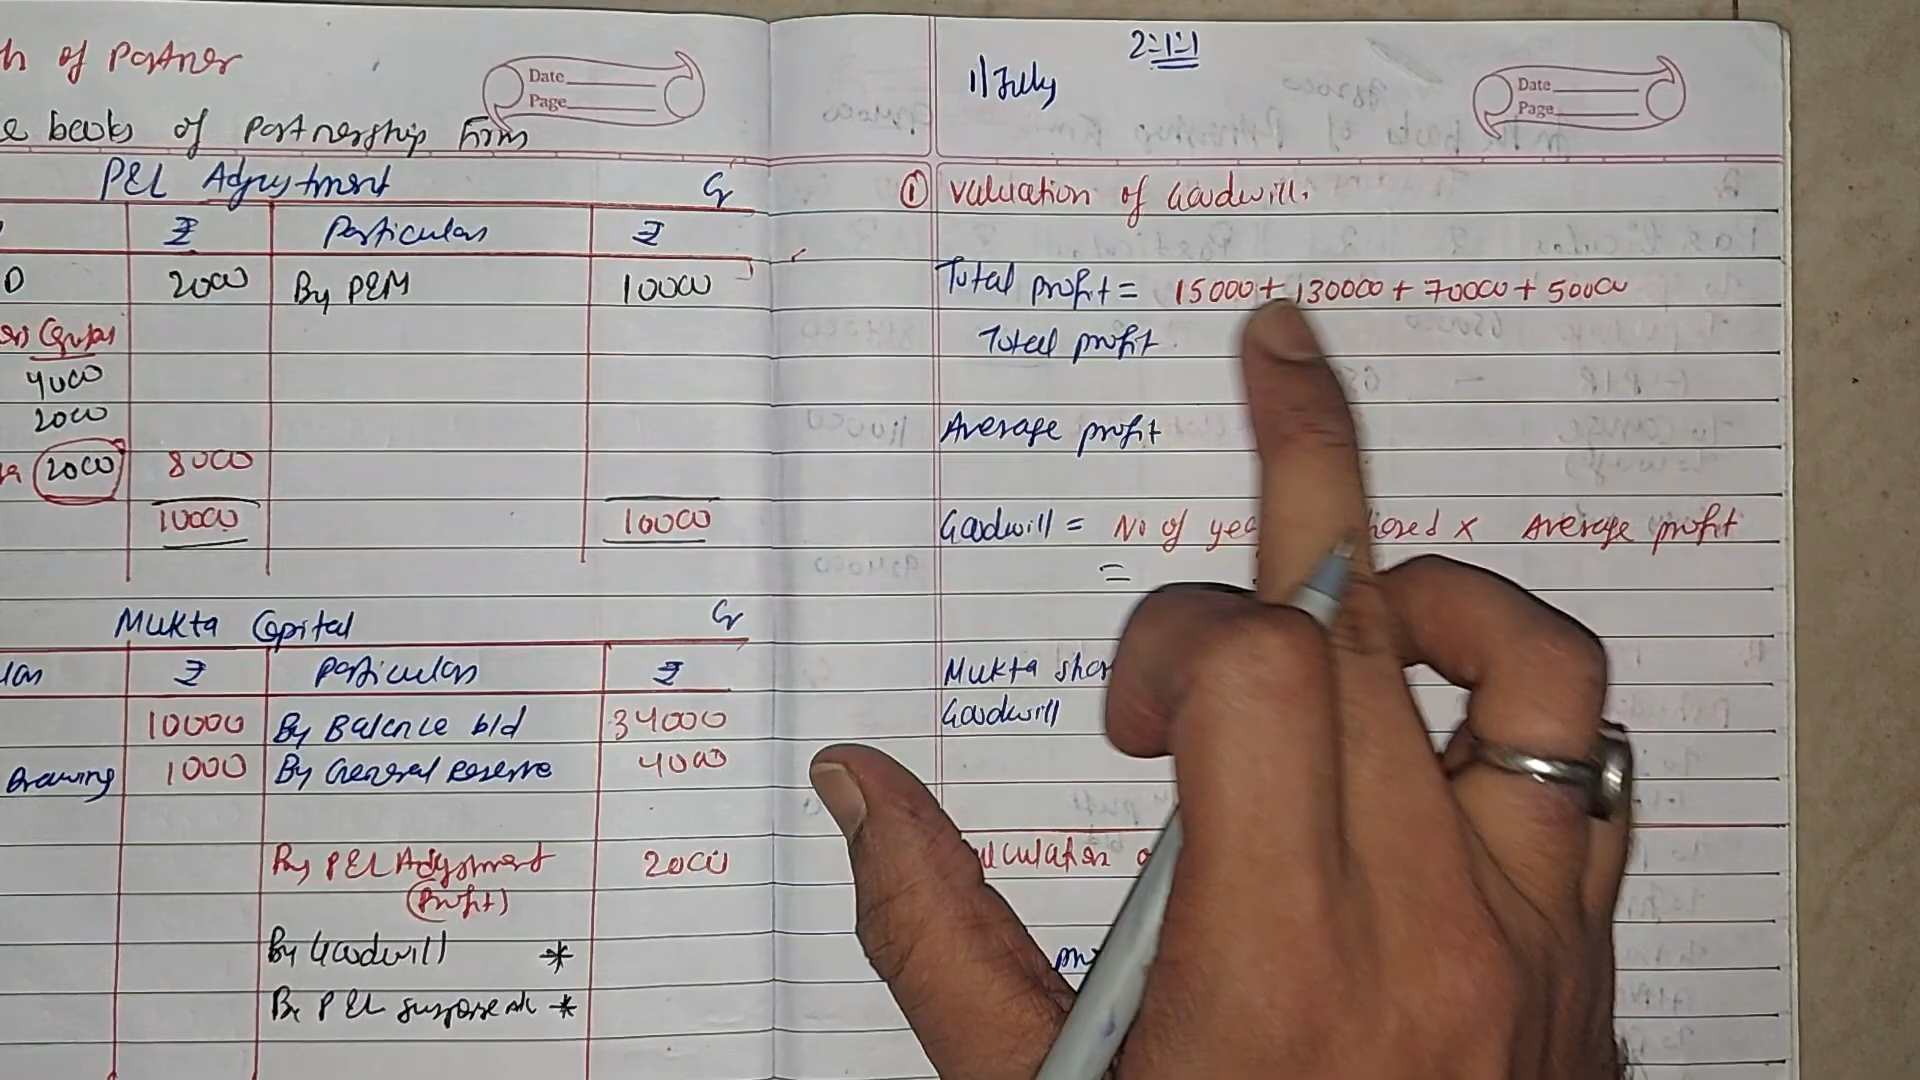 h of Partner
Date
Page
e books of Partnership Firm
P&L Adjustment Cr
₹ Particulars ₹
D 2000 By P&M 10000
4000
2000
2000 8000
10000 10000
Mukta Capital Cr
₹ Particulars ₹
10000 By Balance b/d 34000
Drawing 1000 By General Reserve 4000
By P&L Adjustment 2000
(Profit)
By Goodwill *
By P&L suspense *
2:1:1
1/July
Date
Page
① Valuation of Goodwill.
Total profit = 15000 + 130000 + 70000 + 50000
Total profit
Average profit
Goodwill = No of × Average profit
=
Mukta
Goodwill